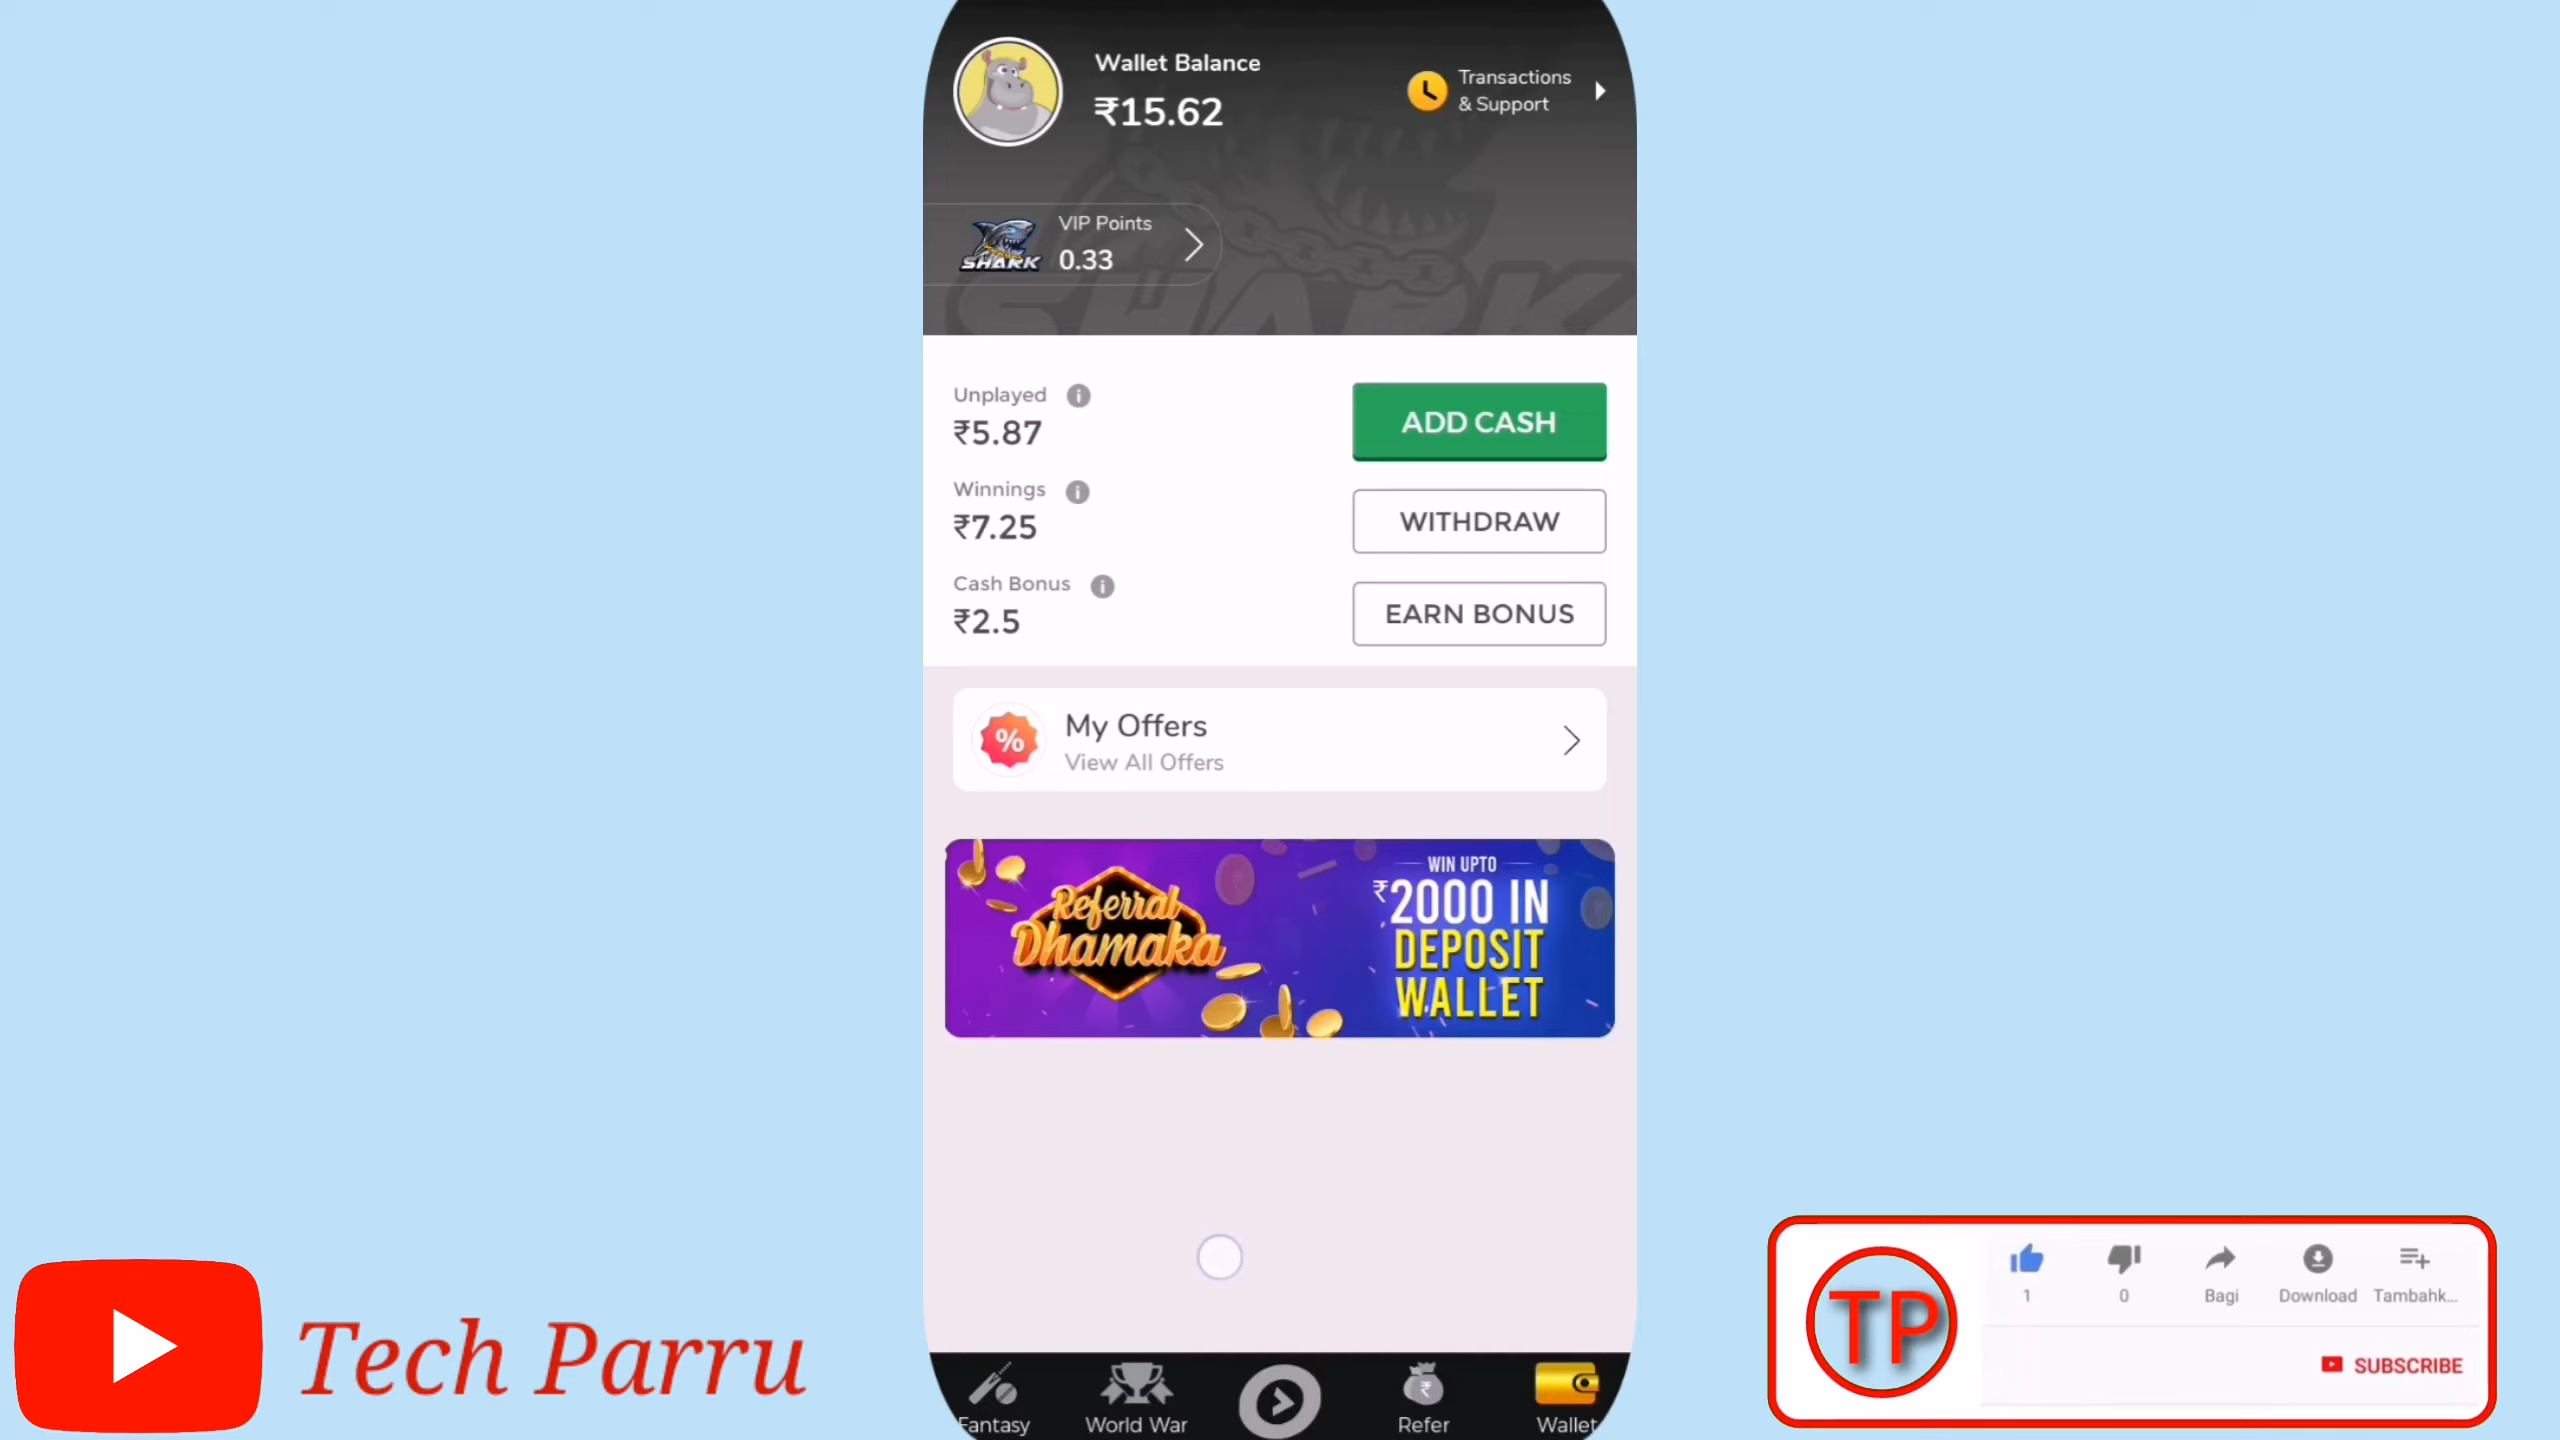 Wallet Balance
₹15.62
Transactions
& Support
VIP Points
0.33
SHARK
SHARK
Unplayed
₹5.87
ADD CASH
Winnings
₹7.25
WITHDRAW
Cash Bonus
₹2.5
EARN BONUS
%
My Offers
View All Offers
Referral
Dhamaka
WIN UPTO
₹2000 IN
DEPOSIT
WALLET
Fantasy
World War
Refer
Wallet
Tech Parru
TP
1
0
Bagi
Download
Tambahk...
SUBSCRIBE